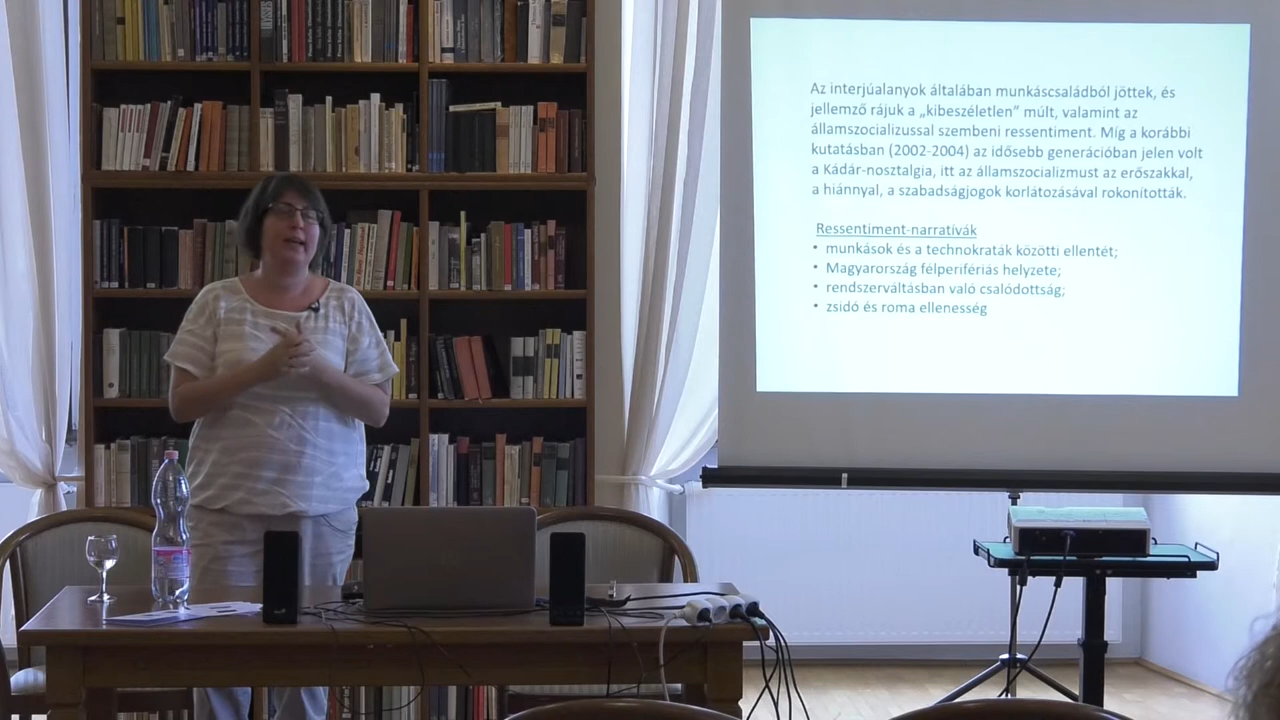 Az interjúalanyok általában munkáscsaládból jöttek, és
jellemző rájuk a „kibeszéletlen” múlt, valamint az
államszocializussal szembeni ressentiment. Míg a korábbi
kutatásban (2002-2004) az idősebb generációban jelen volt
a Kádár-nosztalgia, itt az államszocializmust az erőszakkal,
a hiánnyal, a szabadságjogok korlátozásával rokonították.
Ressentiment-narratívák
• munkások és a technokraták közötti ellentét;
• Magyarország félperifériás helyzete;
• rendszerváltásban való csalódottság;
• zsidó és roma ellenesség